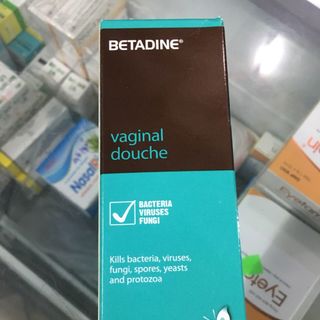 BETADINE®
vaginal
douche
BACTERIA
VIRUSES
FUNGI
Kills bacteria, viruses,
fungi, spores, yeasts
and protozoa